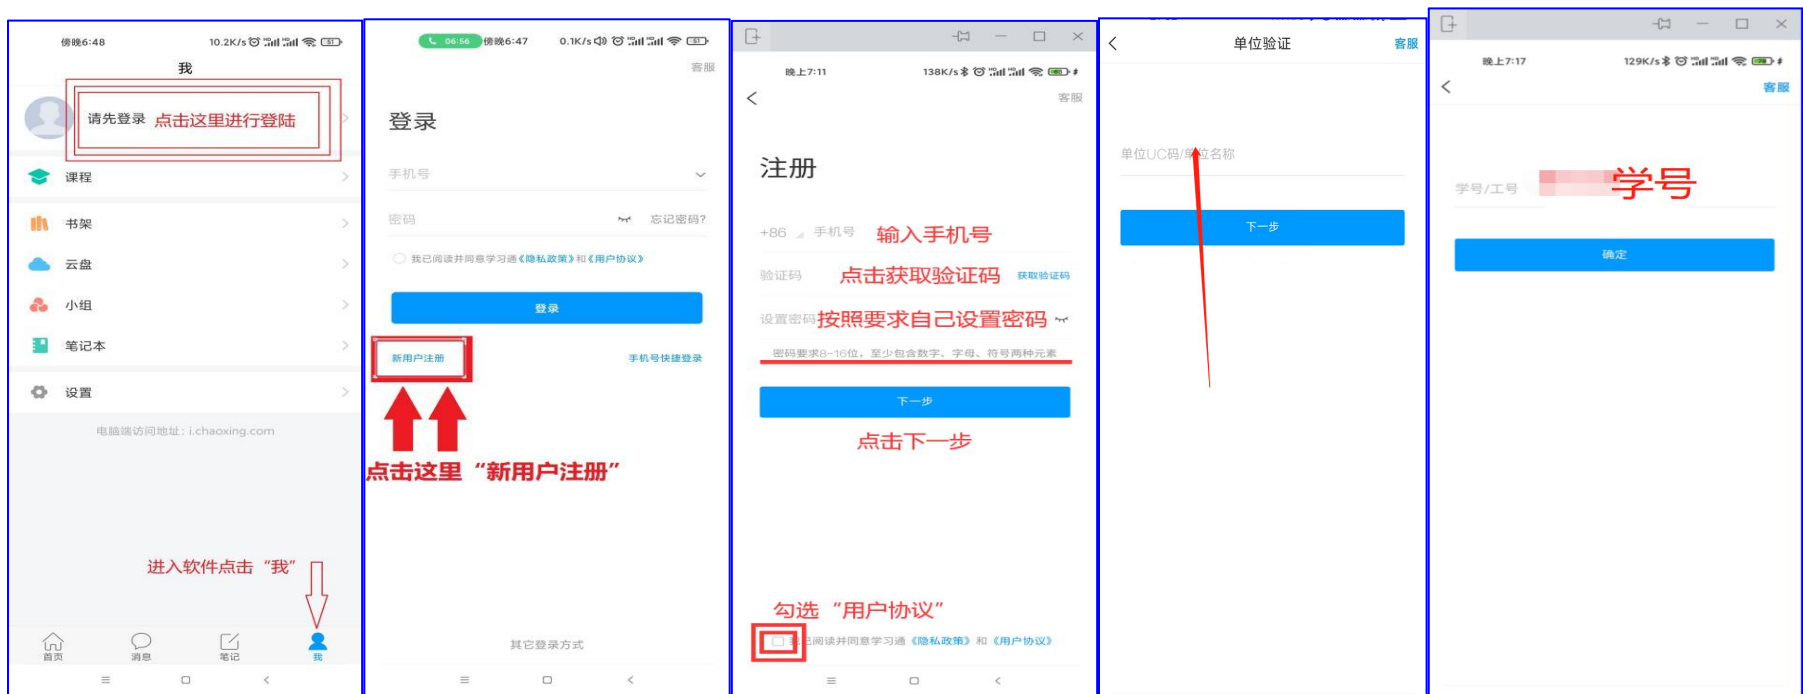 傍晚6:48
10.2K/s
51
我
请先登录 点击这里进行登陆
课程
书架
云盘
小组
笔记本
设置
电脑端访问地址：i.chaoxing.com
进入软件点击“我”
首页
消息
笔记
我
06:56 傍晚6:47
0.1K/s
51
客服
登录
手机号
密码
忘记密码?
我已阅读并同意学习通《隐私政策》和《用户协议》
登录
新用户注册
手机号快捷登录
点击这里“新用户注册”
其它登录方式
晚上7:11
138K/s
客服
注册
+86 手机号 输入手机号
验证码 点击获取验证码 获取验证码
设置密码 按照要求自己设置密码
密码要求8-16位，至少包含数字、字母、符号两种元素
下一步
点击下一步
勾选“用户协议”
我已阅读并同意学习通《隐私政策》和《用户协议》
单位验证
客服
单位UC码/单位名称
下一步
晚上7:17
129K/s
客服
学号/工号 学号
确定